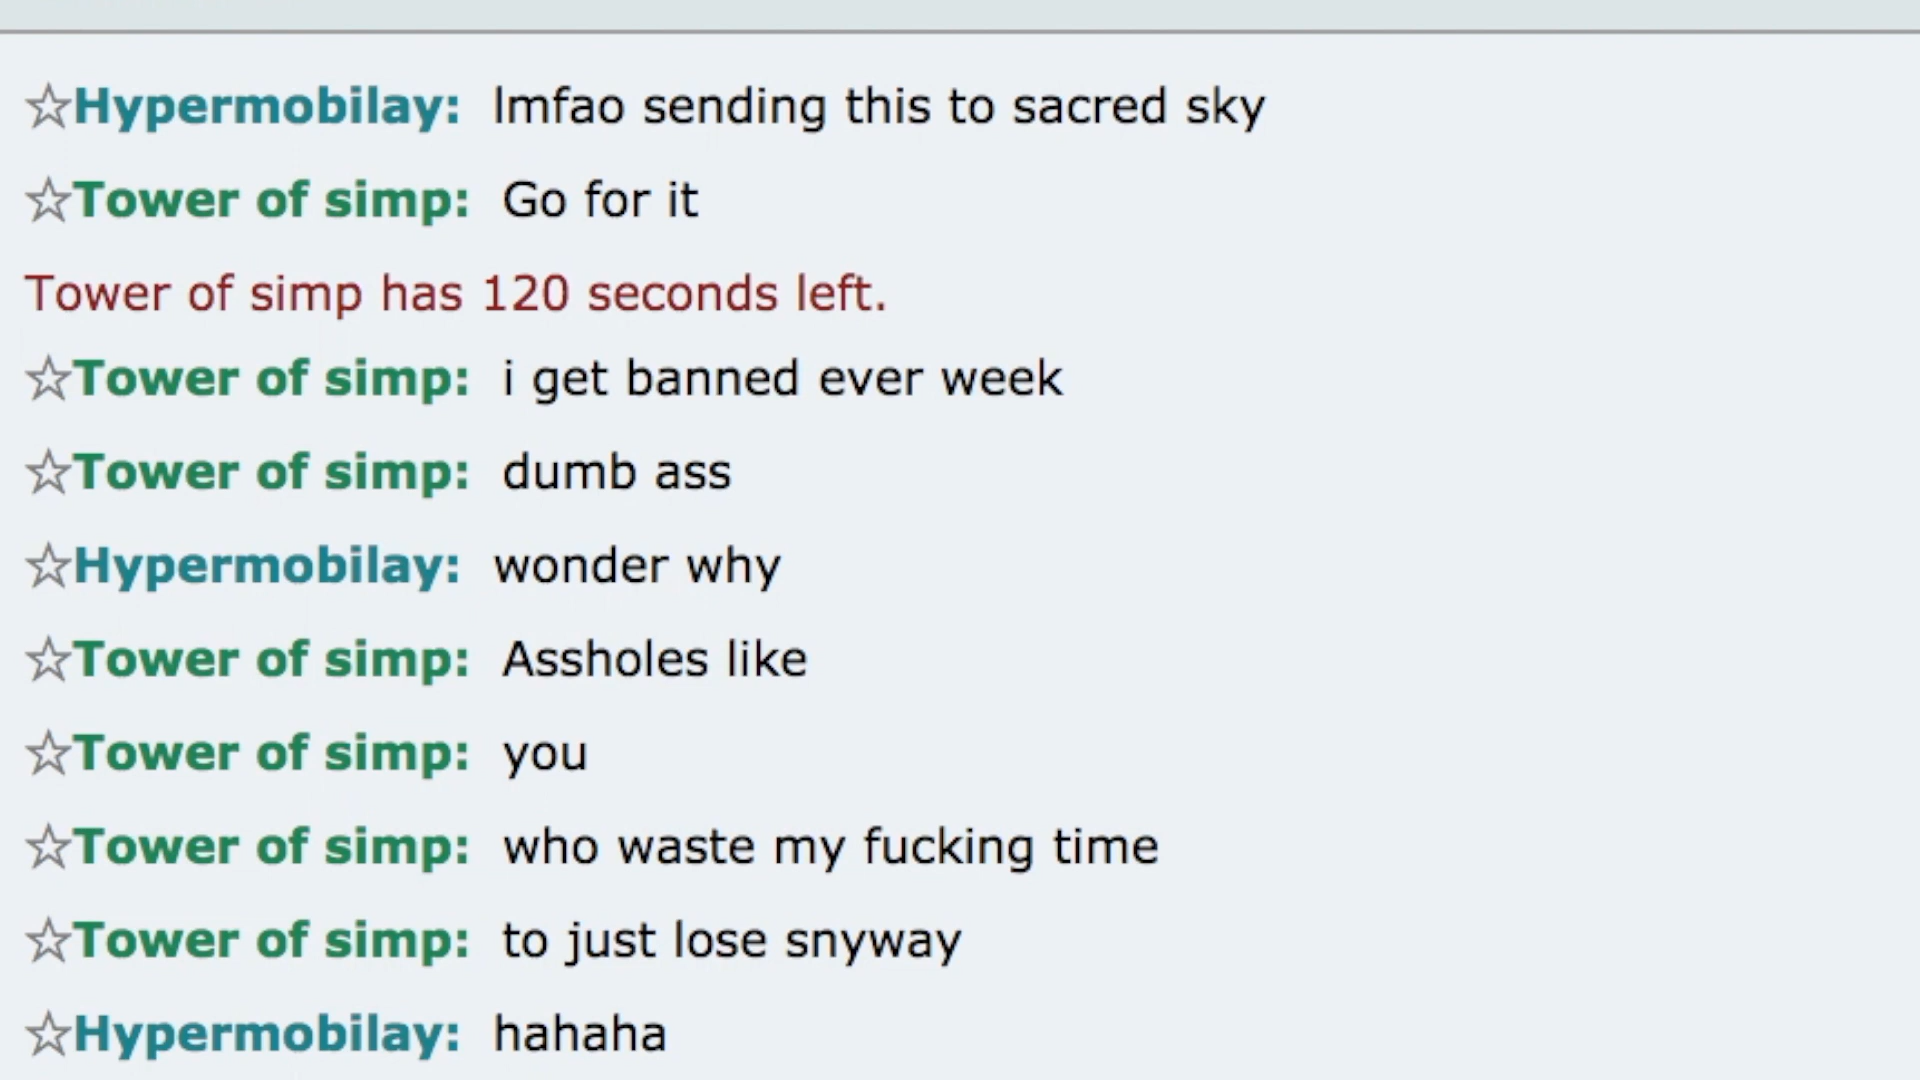 ☆Hypermobilay: lmfao sending this to sacred sky
☆Tower of simp: Go for it
Tower of simp has 120 seconds left.
☆Tower of simp: i get banned ever week
☆Tower of simp: dumb ass
☆Hypermobilay: wonder why
☆Tower of simp: Assholes like
☆Tower of simp: you
☆Tower of simp: who waste my fucking time
☆Tower of simp: to just lose snyway
☆Hypermobilay: hahaha